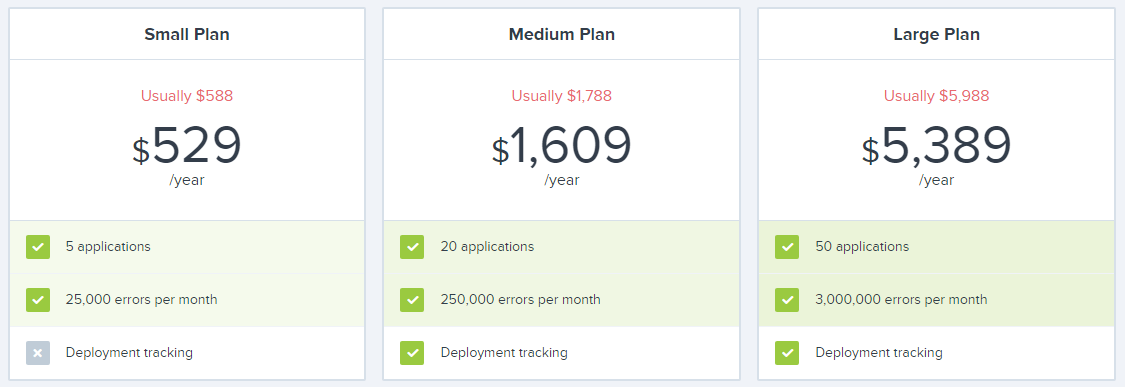 Small Plan
Usually $588
$529
/year
5 applications
25,000 errors per month
Deployment tracking
Medium Plan
Usually $1,788
$1,609
/year
20 applications
250,000 errors per month
Deployment tracking
Large Plan
Usually $5,988
$5,389
/year
50 applications
3,000,000 errors per month
Deployment tracking